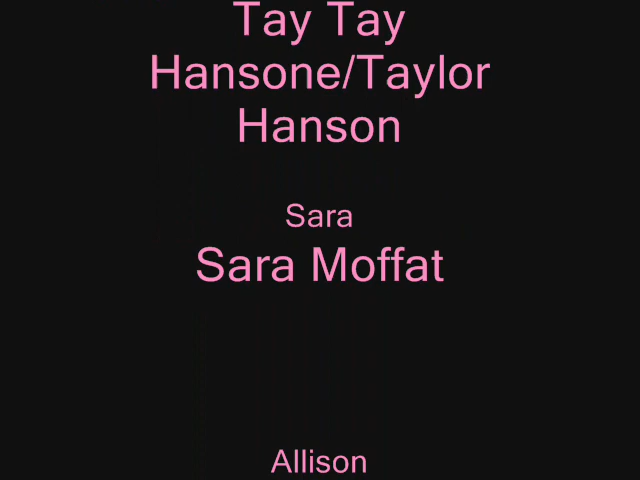 Tay Tay
Hansone/Taylor
Hanson
Sara
Sara Moffat
Allison